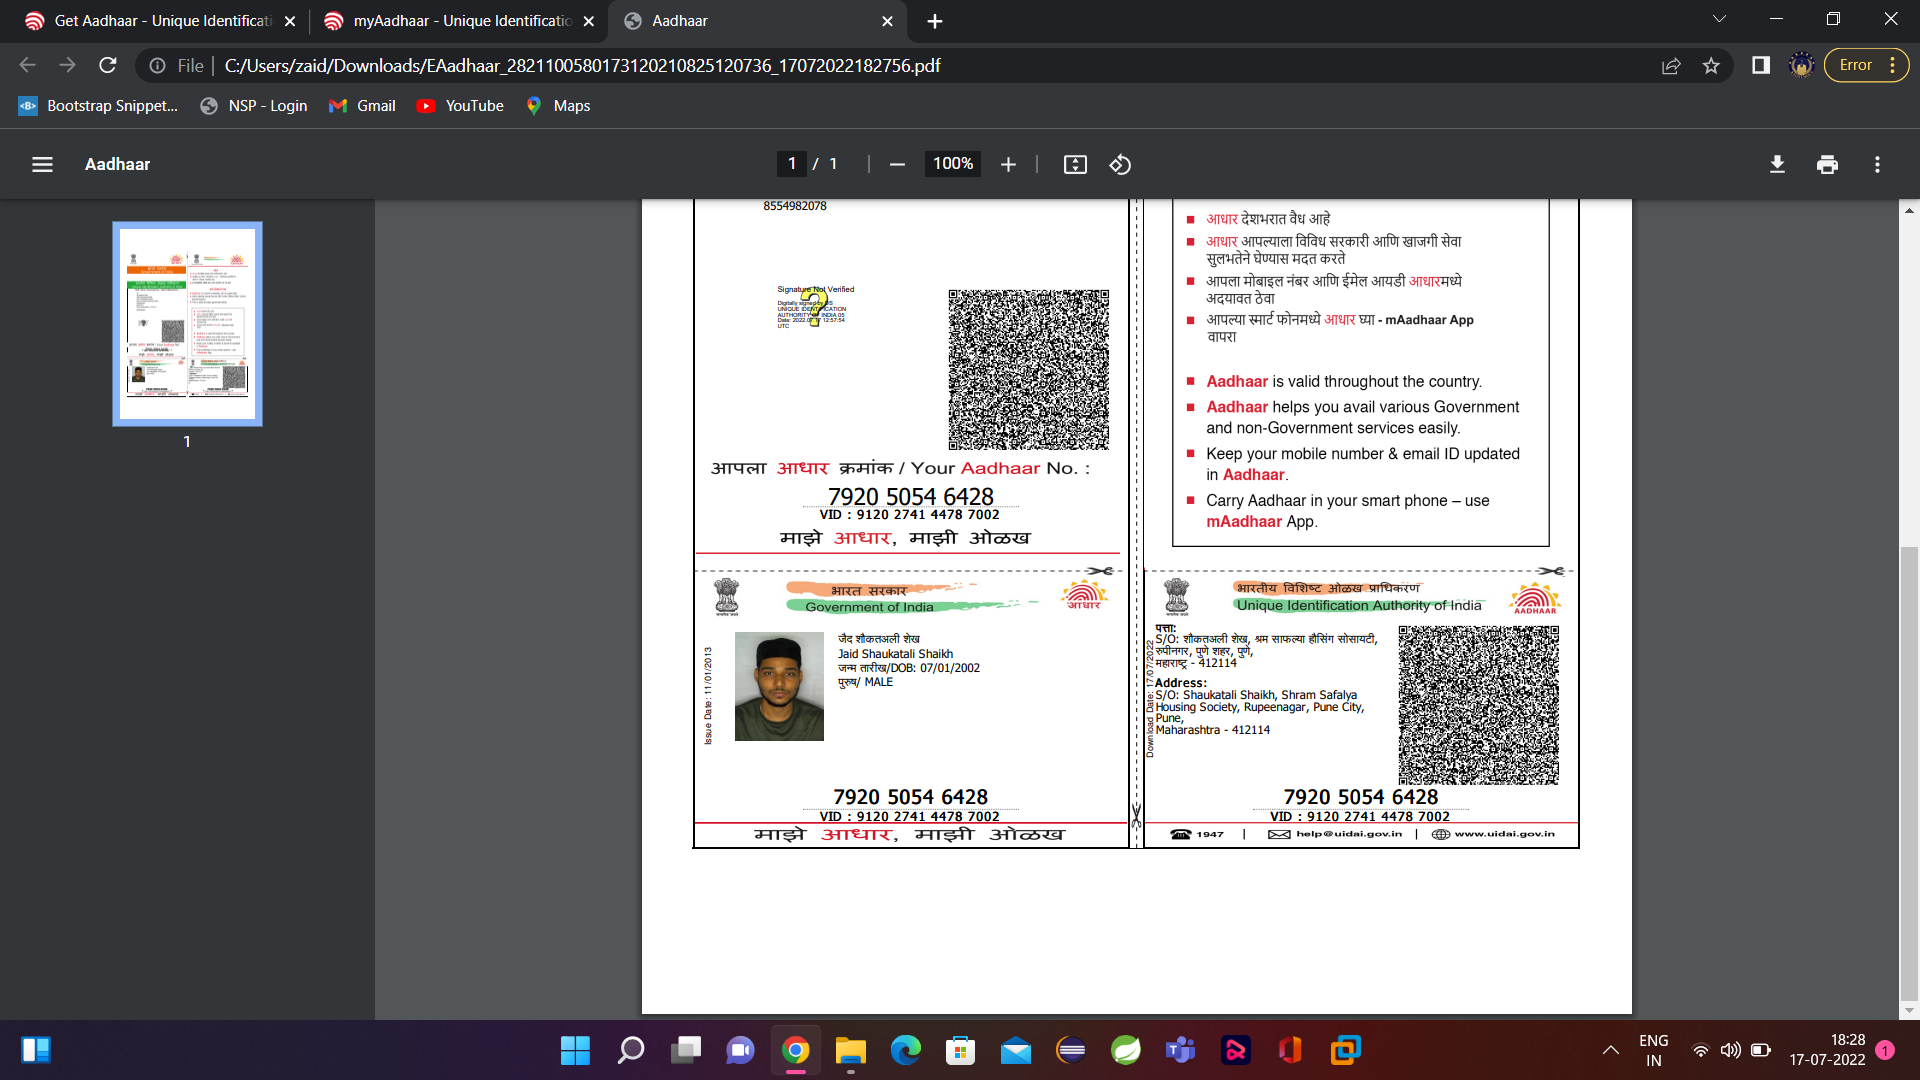 Get Aadhaar - Unique Identificati
myAadhaar - Unique Identificatio
Aadhaar
File
C:/Users/zaid/Downloads/EAadhaar_2821100580173120210825120736_17072022182756.pdf
Error
Bootstrap Snippet...
NSP - Login
Gmail
YouTube
Maps
Aadhaar
1 / 1
100%
1
8554982078
Signature Not Verified
Digitally signed by DS
UNIQUE IDENTIFICATION
AUTHORITY OF INDIA 05
Date: 2022.07.17 12:57:54
UTC
आपला आधार क्रमांक / Your Aadhaar No. :
7920 5054 6428
VID : 9120 2741 4478 7002
माझे आधार, माझी ओळख
आधार देशभरात वैध आहे
आधार आपल्याला विविध सरकारी आणि खाजगी सेवा
सुलभतेने घेण्यास मदत करते
आपला मोबाइल नंबर आणि ईमेल आयडी आधारमध्ये
अदयावत ठेवा
आपल्या स्मार्ट फोनमध्ये आधार घ्या - mAadhaar App
वापरा
Aadhaar is valid throughout the country.
Aadhaar helps you avail various Government
and non-Government services easily.
Keep your mobile number & email ID updated
in Aadhaar.
Carry Aadhaar in your smart phone – use
mAadhaar App.
भारत सरकार
Government of India
आधार
Issue Date: 11/01/2013
जैद शौकतअली शेख
Jaid Shaukatali Shaikh
जन्म तारीख/DOB: 07/01/2002
पुरुष/ MALE
7920 5054 6428
VID : 9120 2741 4478 7002
माझे आधार, माझी ओळख
भारतीय विशिष्ट ओळख प्राधिकरण
Unique Identification Authority of India
AADHAAR
Download Date: 17/07/2022
पत्ता:
S/O: शौकतअली शेख, श्रम साफल्या हौसिंग सोसायटी,
रुपीनगर, पुणे शहर, पुणे,
महाराष्ट्र - 412114
Address:
S/O: Shaukatali Shaikh, Shram Safalya
Housing Society, Rupeenagar, Pune City,
Pune,
Maharashtra - 412114
7920 5054 6428
VID : 9120 2741 4478 7002
1947 | help@uidai.gov.in | www.uidai.gov.in
ENG
IN
18:28
17-07-2022
1